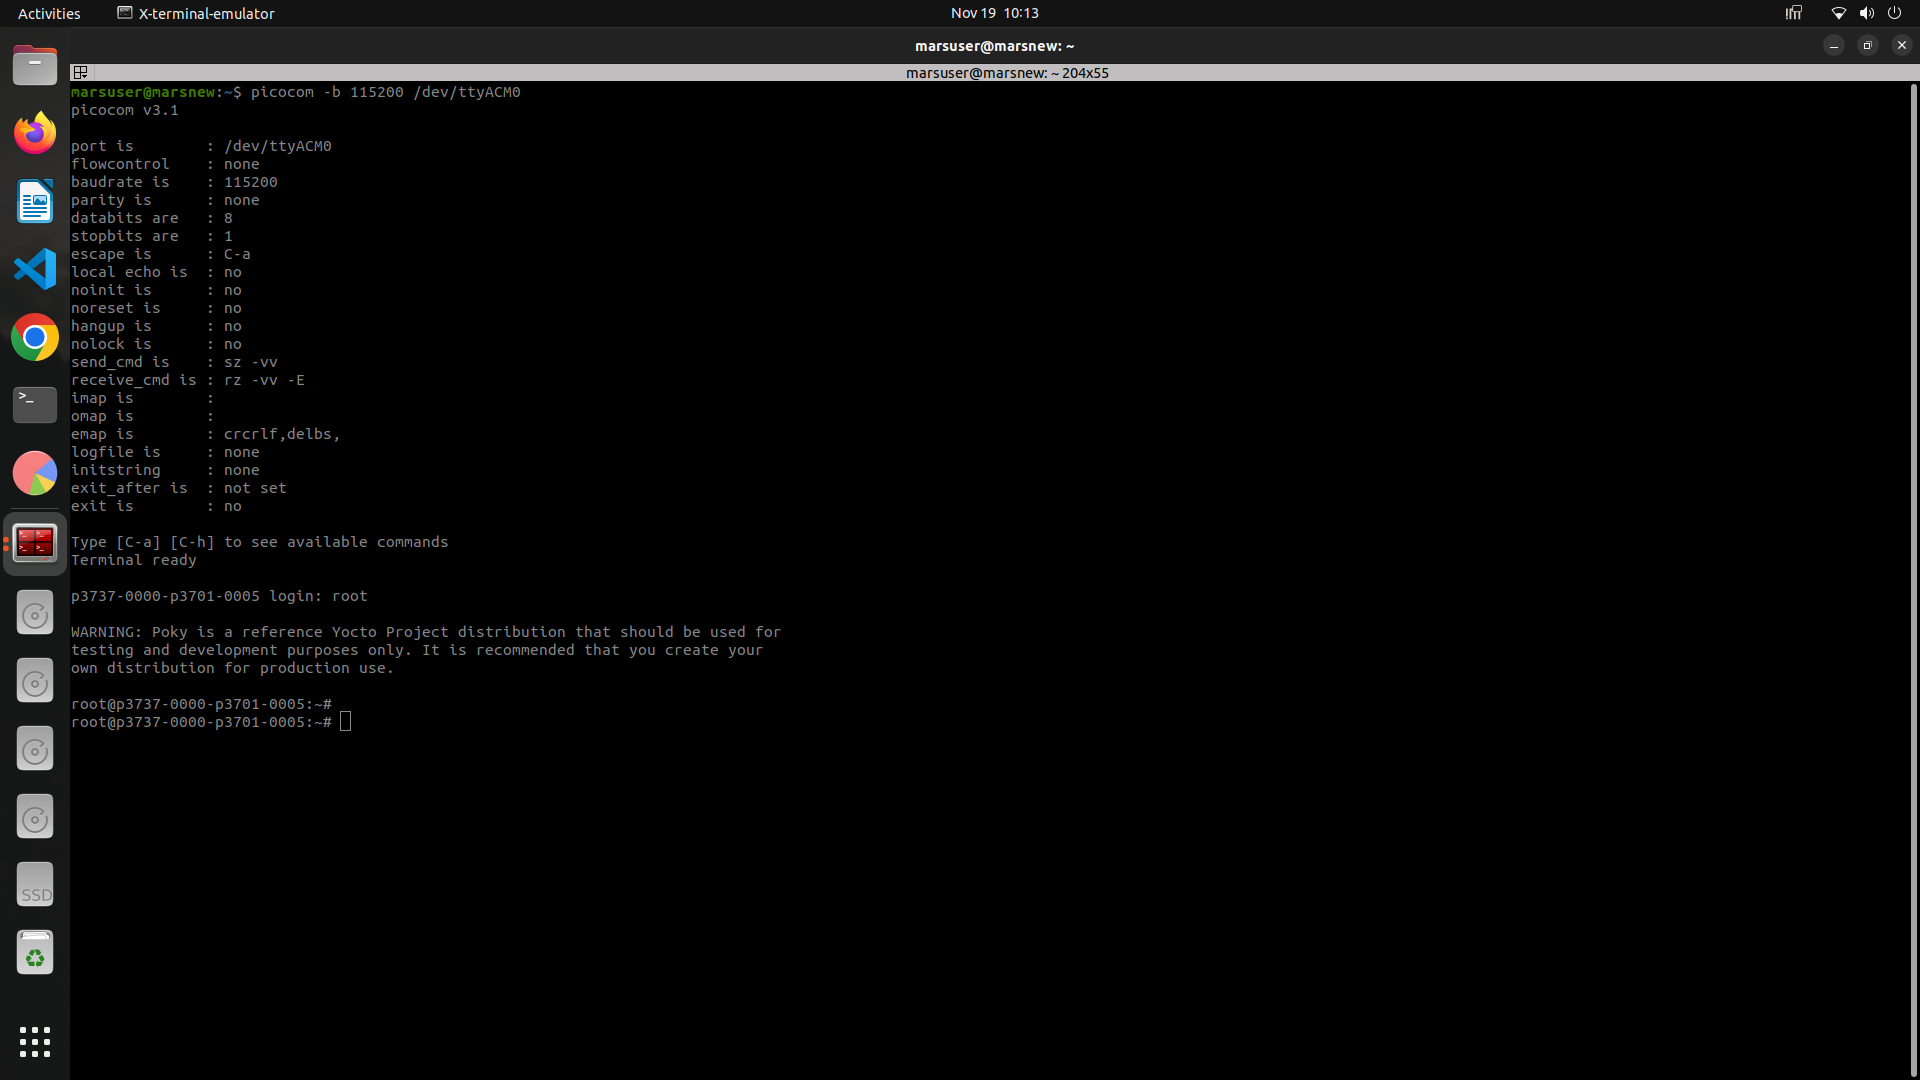 Activities
X-terminal-emulator
Nov 19 10:13
marsuser@marsnew: ~
marsuser@marsnew: ~ 204x55
marsuser@marsnew:~$ picocom -b 115200 /dev/ttyACM0
picocom v3.1
port is        : /dev/ttyACM0
flowcontrol    : none
baudrate is    : 115200
parity is      : none
databits are   : 8
stopbits are   : 1
escape is      : C-a
local echo is  : no
noinit is      : no
noreset is     : no
hangup is      : no
nolock is      : no
send_cmd is    : sz -vv
receive_cmd is : rz -vv -E
imap is        :
omap is        :
emap is        : crcrlf,delbs,
logfile is     : none
initstring     : none
exit_after is  : not set
exit is        : no
Type [C-a] [C-h] to see available commands
Terminal ready
p3737-0000-p3701-0005 login: root
WARNING: Poky is a reference Yocto Project distribution that should be used for
testing and development purposes only. It is recommended that you create your
own distribution for production use.
root@p3737-0000-p3701-0005:~#
root@p3737-0000-p3701-0005:~#
SSD